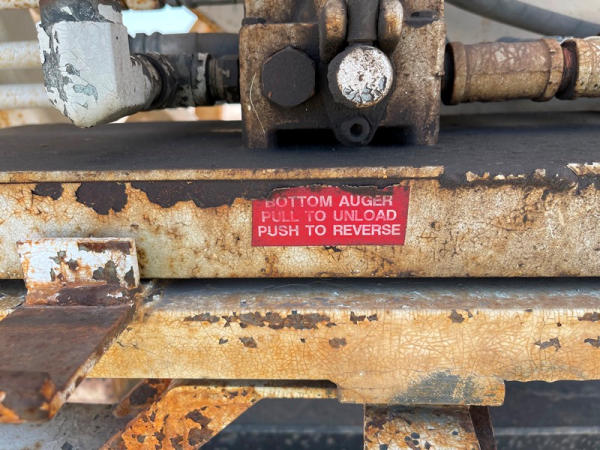 BOTTOM AUGER
PULL TO UNLOAD
PUSH TO REVERSE